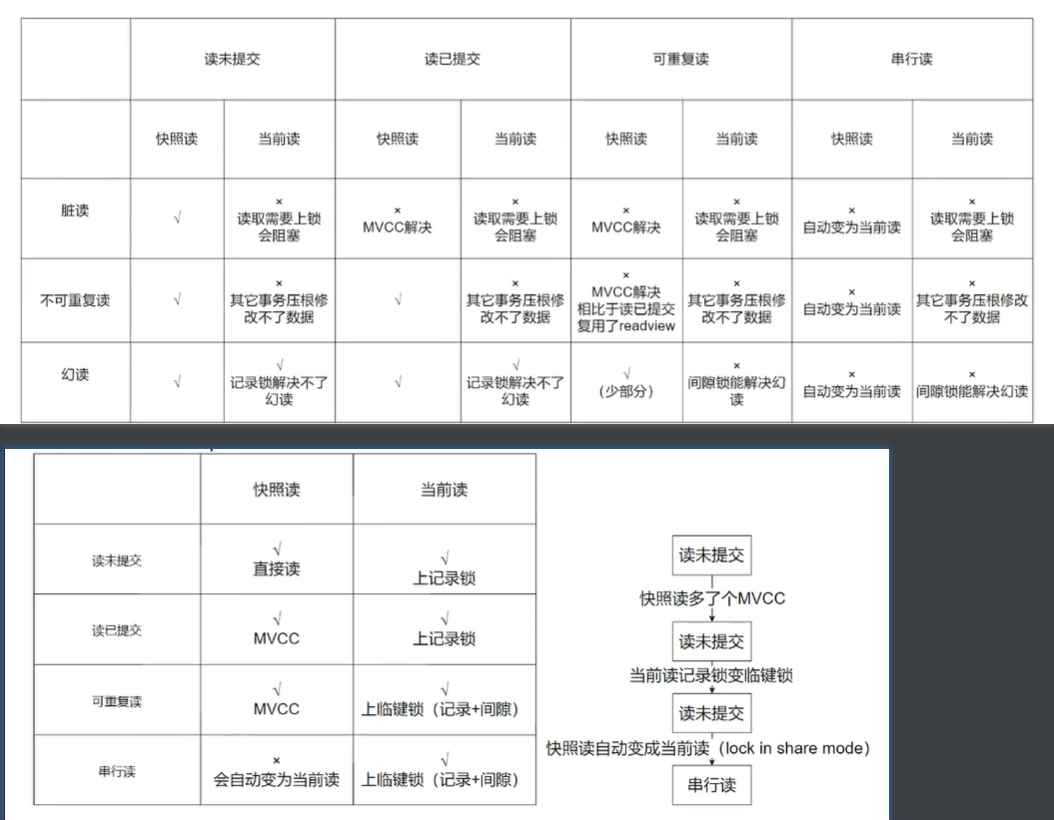 读未提交 读已提交 可重复读 串行读
快照读 当前读 快照读 当前读 快照读 当前读 快照读 当前读
脏读
√
×
读取需要上锁
会阻塞
×
MVCC解决
×
读取需要上锁
会阻塞
×
MVCC解决
×
读取需要上锁
会阻塞
×
自动变为当前读
×
读取需要上锁
会阻塞
不可重复读
√
×
其它事务压根修
改不了数据
√
×
其它事务压根修
改不了数据
×
MVCC解决
相比于读已提交
复用了readview
×
其它事务压根修
改不了数据
×
自动变为当前读
×
其它事务压根修改
不了数据
幻读
√
√
记录锁解决不了
幻读
√
√
记录锁解决不了
幻读
√
（少部分）
×
间隙锁能解决幻
读
×
自动变为当前读
×
间隙锁能解决幻读
快照读 当前读
读未提交
√
直接读
√
上记录锁
读已提交
√
MVCC
√
上记录锁
可重复读
√
MVCC
√
上临键锁（记录+间隙）
串行读
×
会自动变为当前读
√
上临键锁（记录+间隙）
读未提交
快照读多了个MVCC
读未提交
当前读记录锁变临键锁
读未提交
快照读自动变成当前读（lock in share mode）
串行读